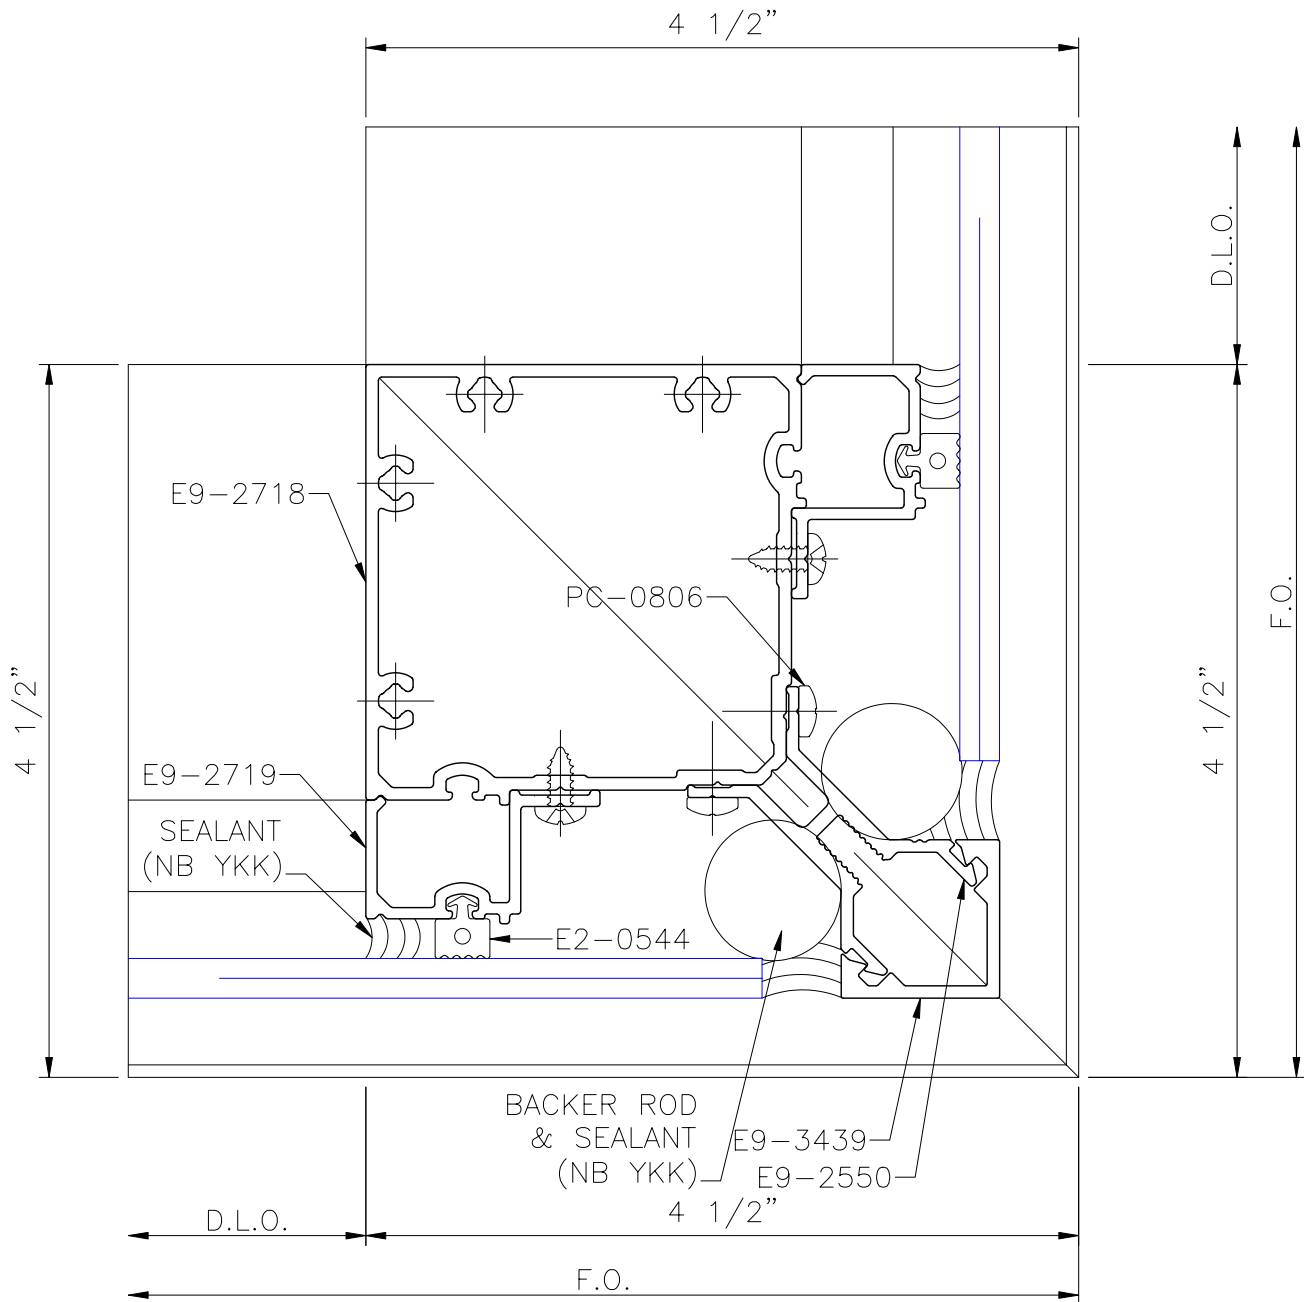 4 1/2”
D.L.O.
E9-2718
PC-0806
F.O.
4 1/2”
4 1/2”
E9-2719
SEALANT
(NB YKK)
E2-0544
BACKER ROD
& SEALANT
(NB YKK)
E9-3439
E9-2550
D.L.O.
4 1/2”
F.O.